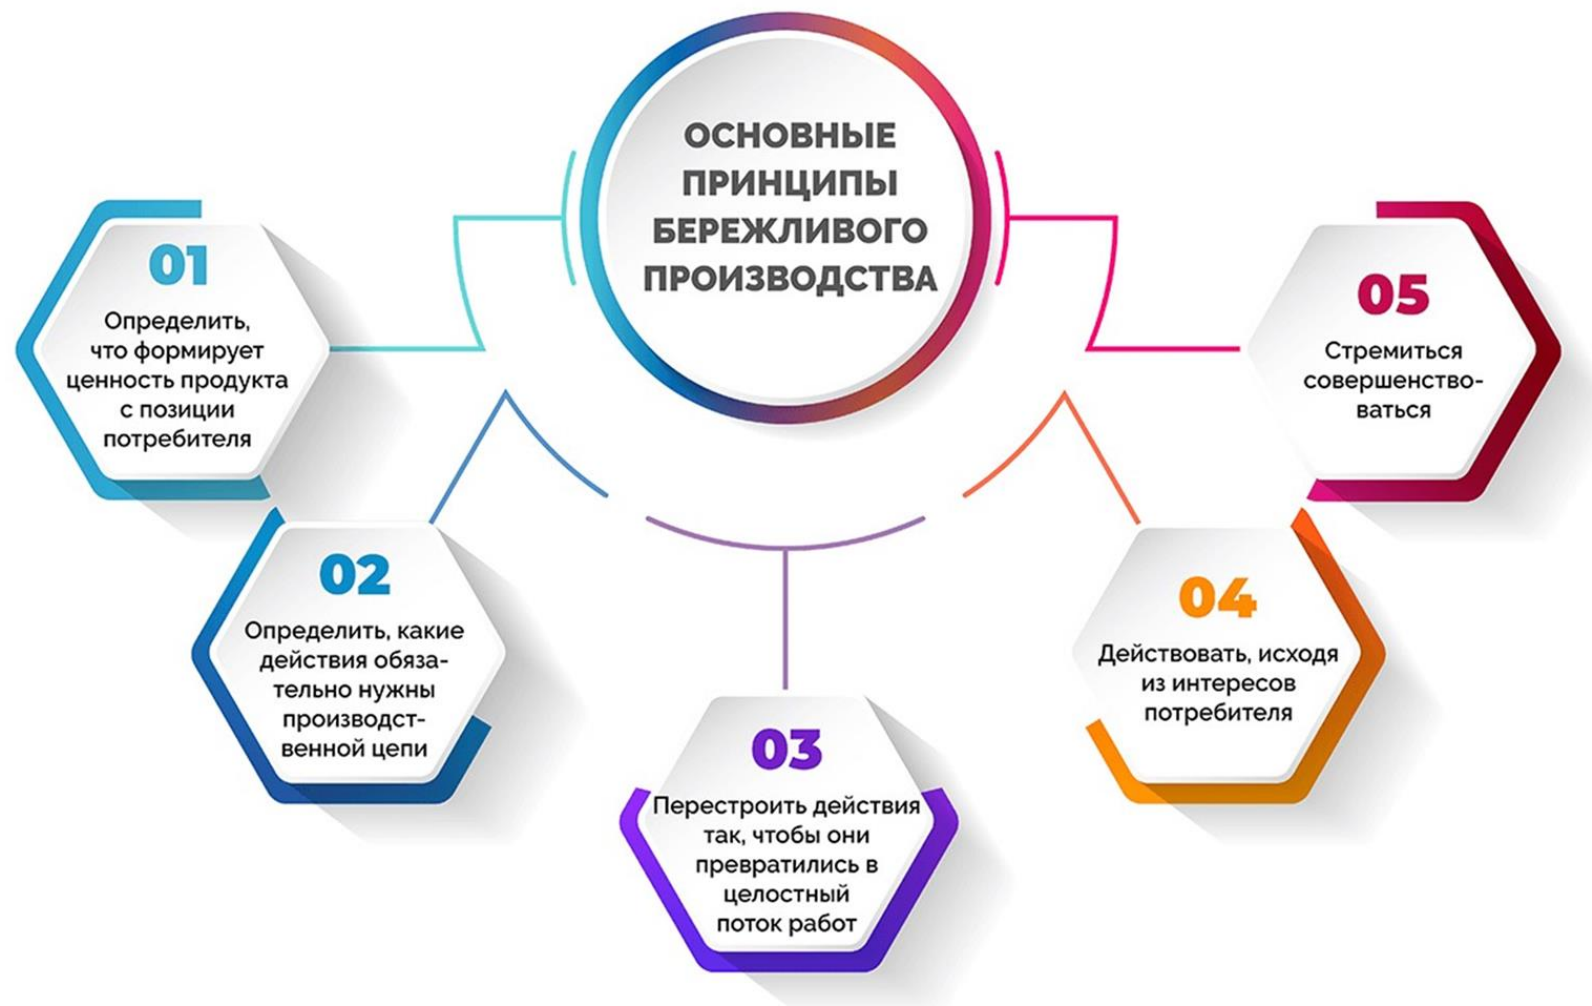 ОСНОВНЫЕ
ПРИНЦИПЫ
БЕРЕЖЛИВОГО
ПРОИЗВОДСТВА
01
Определить,
что формирует
ценность продукта
с позиции
потребителя
02
Определить, какие
действия обяза-
тельно нужны
производст-
венной цепи
03
Перестроить действия
так, чтобы они
превратились в
целостный
поток работ
04
Действовать, исходя
из интересов
потребителя
05
Стремиться
совершенство-
ваться